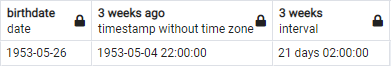 birthdate
date
3 weeks ago
timestamp without time zone
3 weeks
interval
1953-05-26
1953-05-04 22:00:00
21 days 02:00:00